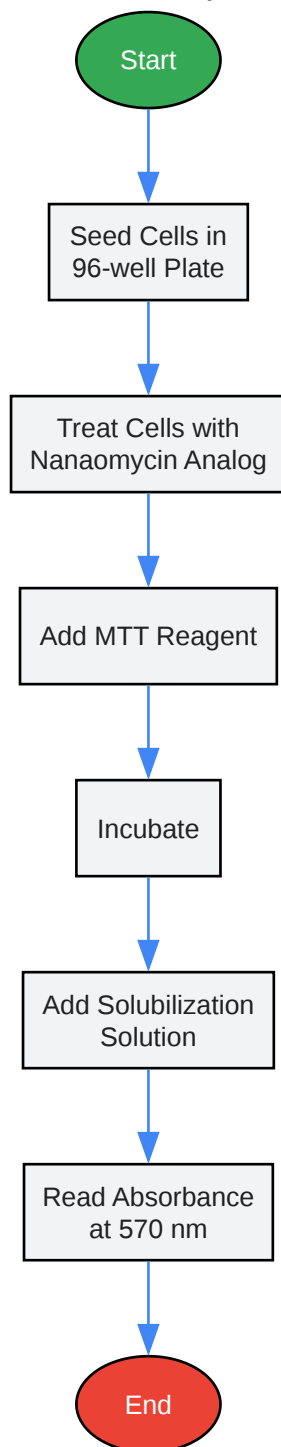 Start
Seed Cells in
96-well Plate
Treat Cells with
Nanaomycin Analog
Add MTT Reagent
Incubate
Add Solubilization
Solution
Read Absorbance
at 570 nm
End